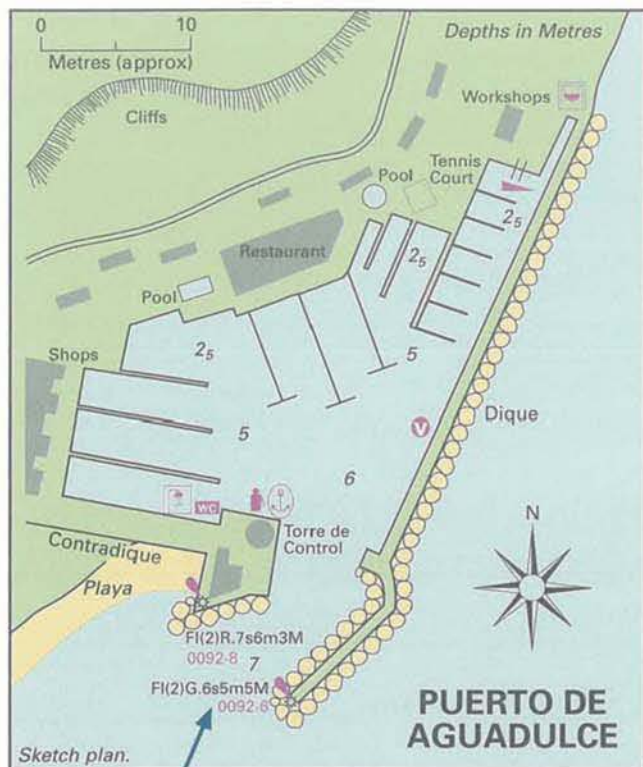 0 10
Metres (approx)
Depths in Metres
Cliffs
Workshops
Pool
Tennis
Court
2₅
2₅
Restaurant
Pool
Shops
2₅
5
5
V
Dique
6
WC
N
Torre de
Control
Contradique
Playa
Fl(2)R.7s6m3M
0092·8
7
Fl(2)G.6s5m5M
0092·6
PUERTO DE
AGUADULCE
Sketch plan.